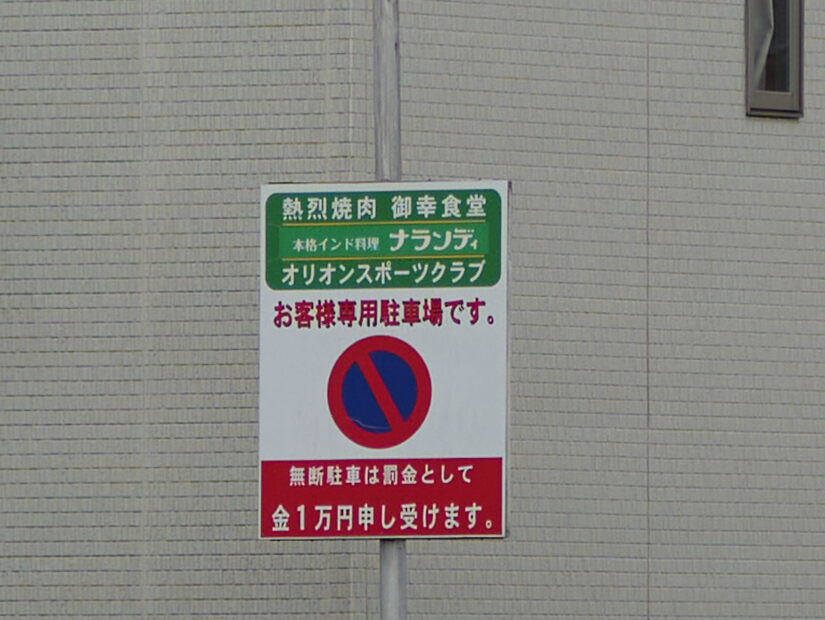 熱烈焼肉 御幸食堂
本格インド料理 ナランディ
オリオンスポーツクラブ
お客様専用駐車場です。
無断駐車は罰金として
金1万円申し受けます。